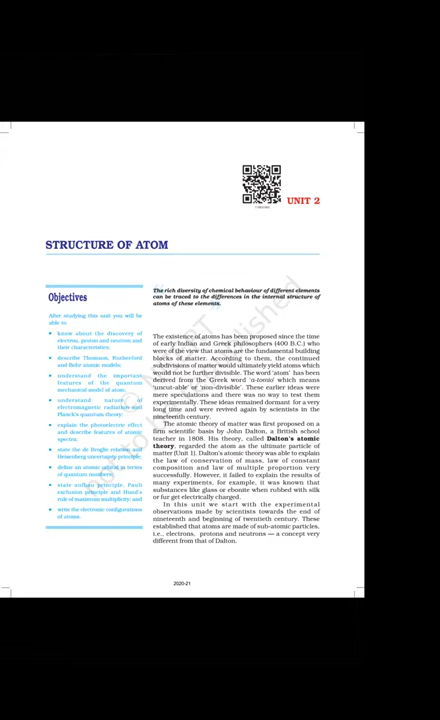 UNIT 2
STRUCTURE OF ATOM
Objectives
After studying this unit you will be
able to
• know about the discovery of
electron, proton and neutron and
their characteristics;
• describe Thomson, Rutherford
and Bohr atomic models;
• understand the important
features of the quantum
mechanical model of atom;
• understand nature of
electromagnetic radiation and
Planck's quantum theory;
• explain the photoelectric effect
and describe features of atomic
spectra;
• state the de Broglie relation and
Heisenberg uncertainty principle;
• define an atomic orbital in terms
of quantum numbers;
• state aufbau principle, Pauli
exclusion principle and Hund's
rule of maximum multiplicity; and
• write the electronic configurations
of atoms.
The rich diversity of chemical behaviour of different elements
can be traced to the differences in the internal structure of
atoms of these elements.
The existence of atoms has been proposed since the time
of early Indian and Greek philosophers (400 B.C.) who
were of the view that atoms are the fundamental building
blocks of matter. According to them, the continued
subdivisions of matter would ultimately yield atoms which
would not be further divisible. The word 'atom' has been
derived from the Greek word 'a-tomio' which means
'uncut-able' or 'non-divisible'. These earlier ideas were
mere speculations and there was no way to test them
experimentally. These ideas remained dormant for a very
long time and were revived again by scientists in the
nineteenth century.
The atomic theory of matter was first proposed on a
firm scientific basis by John Dalton, a British school
teacher in 1808. His theory, called Dalton's atomic
theory, regarded the atom as the ultimate particle of
matter (Unit 1). Dalton's atomic theory was able to explain
the law of conservation of mass, law of constant
composition and law of multiple proportion very
successfully. However, it failed to explain the results of
many experiments, for example, it was known that
substances like glass or ebonite when rubbed with silk
or fur get electrically charged.
In this unit we start with the experimental
observations made by scientists towards the end of
nineteenth and beginning of twentieth century. These
established that atoms are made of sub-atomic particles,
i.e., electrons, protons and neutrons — a concept very
different from that of Dalton.
2020-21